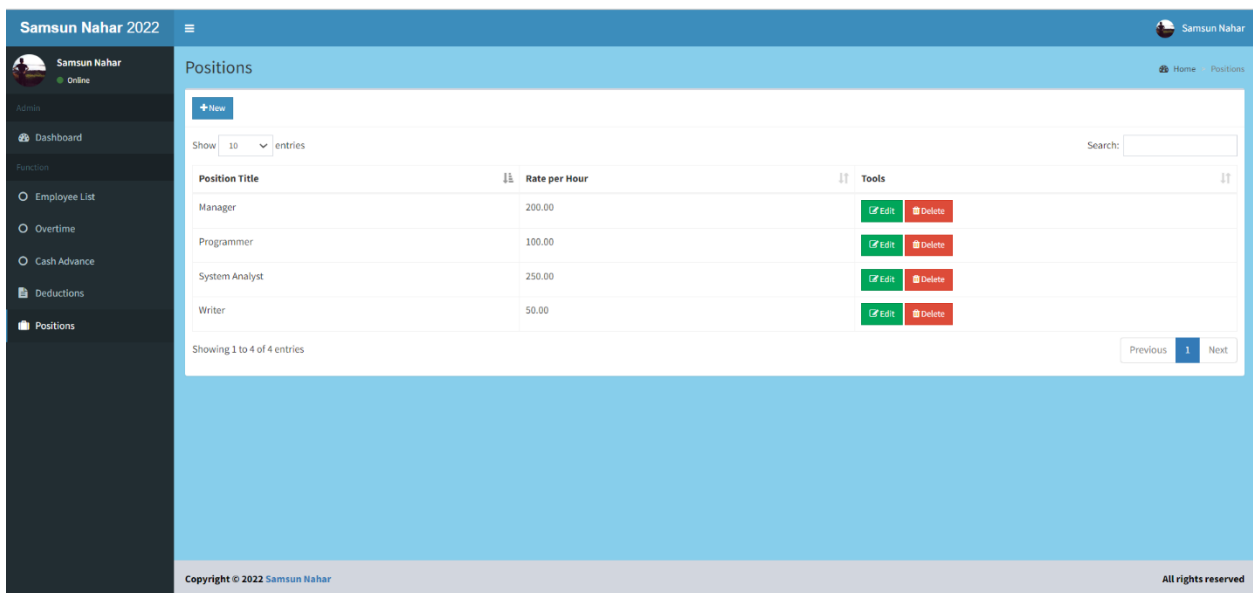 Samsun Nahar 2022
Samsun Nahar
Samsun Nahar
Online
Positions
Home Positions
Admin
New
Dashboard
Show 10 entries
Search:
Function
Position Title Rate per Hour Tools
Employee List
Manager 200.00 Edit Delete
Overtime
Programmer 100.00 Edit Delete
Cash Advance
System Analyst 250.00 Edit Delete
Deductions
Writer 50.00 Edit Delete
Positions
Showing 1 to 4 of 4 entries
Previous 1 Next
Copyright © 2022 Samsun Nahar
All rights reserved